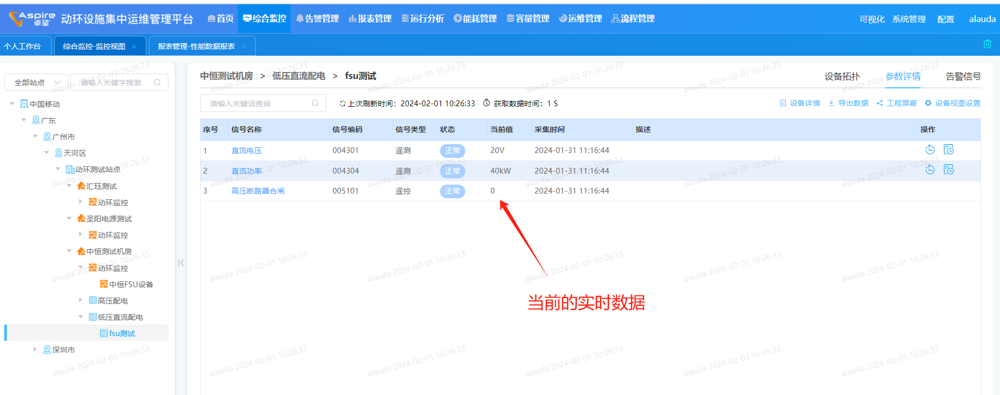 Aspire 卓望 动环设施集中运维管理平台 首页 综合监控 告警管理 报表管理 运行分析 能耗管理 容量管理 运维管理 流程管理 可视化 系统管理 配置 alauda
个人工作台 综合监控-监控视图 × 报表管理-性能数据报表 ×
全部站点 请输入关键字搜索
中国移动
广东
广州市
天河区
动环测试站点
汇珏测试
动环监控
圣阳电源测试
动环监控
中恒测试机房
动环监控
中恒FSU设备
高压配电
低压直流配电
fsu测试
深圳市
中恒测试机房 > 低压直流配电 > fsu测试 设备拓扑 参数详情 告警信号
请输入关键词查询 上次刷新时间：2024-02-01 10:26:33 获取数据时间：1 S 设备详情 导出数据 工程屏蔽 设备视图设置
序号 信号名称 信号编码 信号类型 状态 当前值 采集时间 描述 操作
1 直流电压 004301 遥测 正常 20V 2024-01-31 11:16:44
2 直流功率 004304 遥测 正常 40kW 2024-01-31 11:16:44
3 高压断路器合闸 005101 遥控 正常 0 2024-01-31 11:16:44
当前的实时数据
alauda 2024-02-01 10:26:33